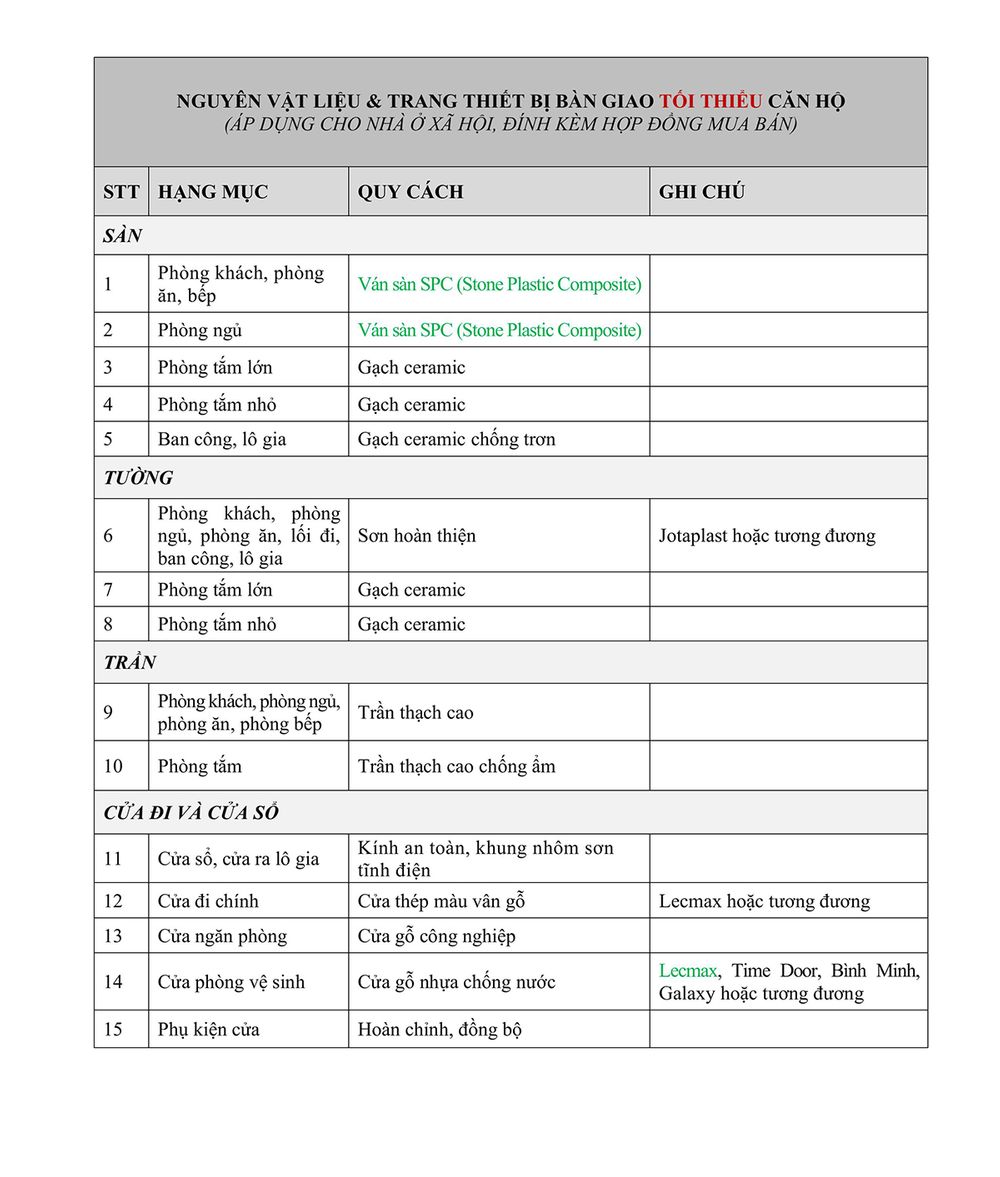 NGUYÊN VẬT LIỆU & TRANG THIẾT BỊ BÀN GIAO TỐI THIỂU CĂN HỘ
(ÁP DỤNG CHO NHÀ Ở XÃ HỘI, ĐÍNH KÈM HỢP ĐỒNG MUA BÁN)
STT HẠNG MỤC QUY CÁCH GHI CHÚ
SÀN
1 Phòng khách, phòng
ăn, bếp Ván sàn SPC (Stone Plastic Composite)
2 Phòng ngủ Ván sàn SPC (Stone Plastic Composite)
3 Phòng tắm lớn Gạch ceramic
4 Phòng tắm nhỏ Gạch ceramic
5 Ban công, lô gia Gạch ceramic chống trơn
TƯỜNG
6 Phòng khách, phòng
ngủ, phòng ăn, lối đi,
ban công, lô gia Sơn hoàn thiện Jotaplast hoặc tương đương
7 Phòng tắm lớn Gạch ceramic
8 Phòng tắm nhỏ Gạch ceramic
TRẦN
9 Phòng khách, phòng ngủ,
phòng ăn, phòng bếp Trần thạch cao
10 Phòng tắm Trần thạch cao chống ẩm
CỬA ĐI VÀ CỬA SỔ
11 Cửa sổ, cửa ra lô gia Kính an toàn, khung nhôm sơn
tĩnh điện
12 Cửa đi chính Cửa thép màu vân gỗ Lecmax hoặc tương đương
13 Cửa ngăn phòng Cửa gỗ công nghiệp
14 Cửa phòng vệ sinh Cửa gỗ nhựa chống nước Lecmax, Time Door, Bình Minh,
Galaxy hoặc tương đương
15 Phụ kiện cửa Hoàn chỉnh, đồng bộ